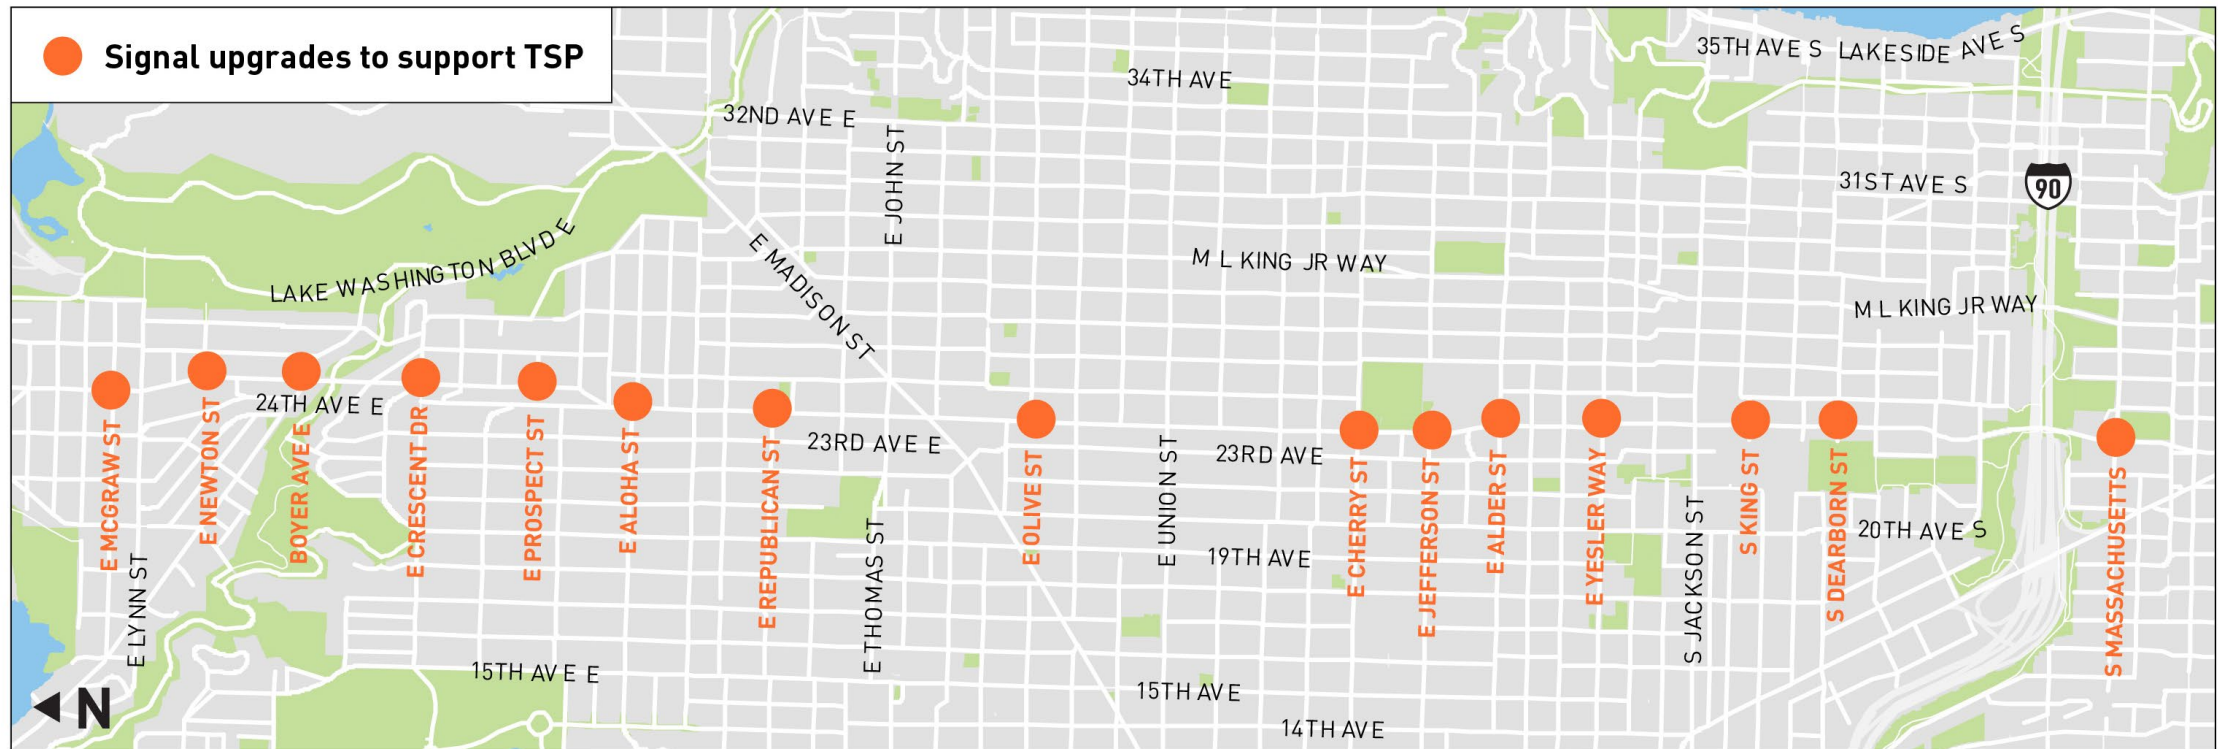 Signal upgrades to support TSP
35TH AVE S
LAKESIDE AVE S
34TH AVE
32ND AVE E
E JOHN ST
31ST AVE S
90
LAKE WASHINGTON BLVD E
E MADISON ST
M L KING JR WAY
M L KING JR WAY
24TH AVE E
23RD AVE E
23RD AVE
E MCGRAW ST
E NEWTON ST
BOYER AVE E
E CRESCENT DR
E PROSPECT ST
E ALOHA ST
E REPUBLICAN ST
E OLIVE ST
E UNION ST
E CHERRY ST
E JEFFERSON ST
E ALDER ST
E YESLER WAY
S JACKSON ST
S KING ST
S DEARBORN ST
S MASSACHUSETTS ST
20TH AVE S
19TH AVE
E LYNN ST
E THOMAS ST
15TH AVE E
15TH AVE
14TH AVE
N